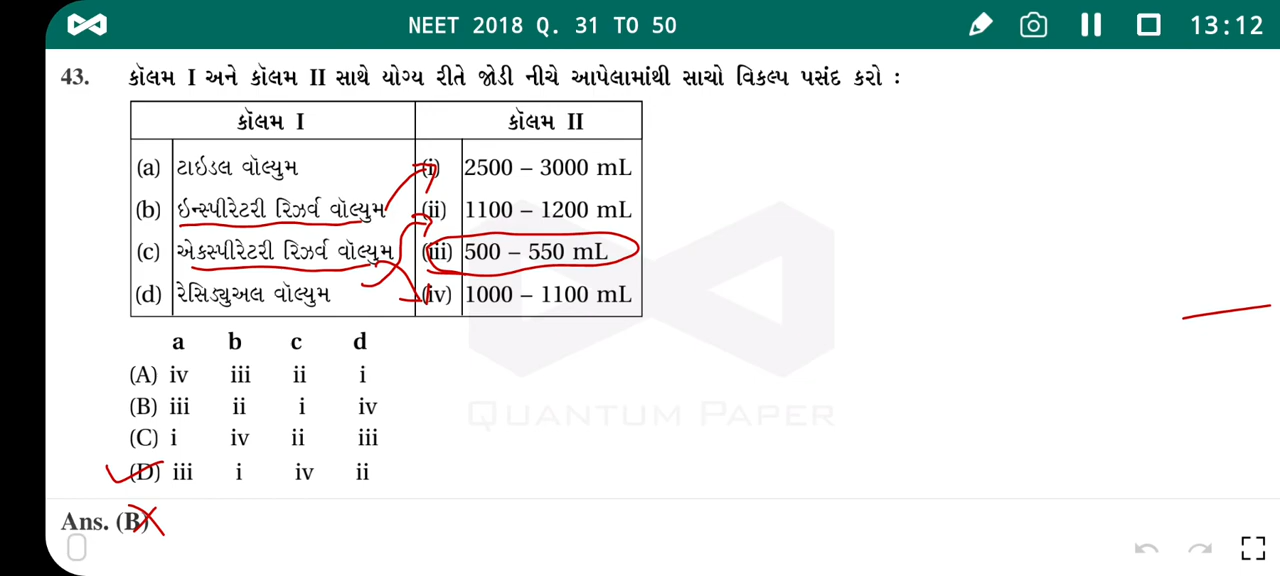 NEET 2018 Q. 31 TO 50
13:12
43. કૉલમ I અને કૉલમ II સાથે યોગ્ય રીતે જોડી નીચે આપેલામાંથી સાચો વિકલ્પ પસંદ કરો :
કૉલમ I કૉલમ II
(a) ટાઇડલ વૉલ્યુમ (i) 2500 – 3000 mL
(b) ઇન્સ્પીરેટરી રિઝર્વ વૉલ્યુમ (ii) 1100 – 1200 mL
(c) એક્સ્પીરેટરી રિઝર્વ વૉલ્યુમ (iii) 500 – 550 mL
(d) રેસિડ્યુઅલ વૉલ્યુમ (iv) 1000 – 1100 mL
a b c d
(A) iv iii ii i
(B) iii ii i iv
(C) i iv ii iii
(D) iii i iv ii
QUANTUM PAPER
Ans. (B)